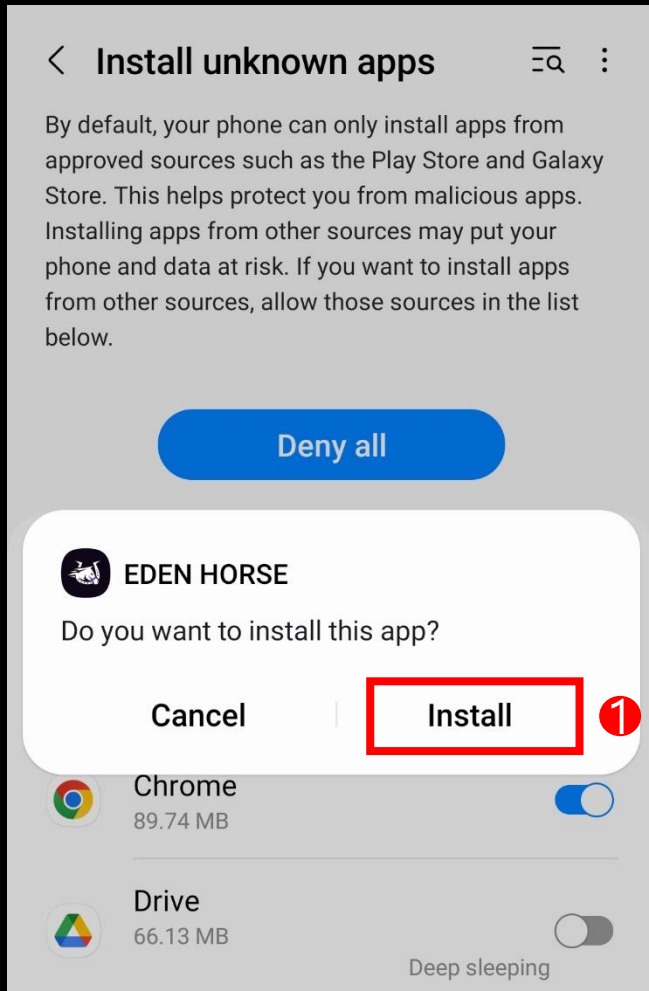 Install unknown apps
By default, your phone can only install apps from
approved sources such as the Play Store and Galaxy
Store. This helps protect you from malicious apps.
Installing apps from other sources may put your
phone and data at risk. If you want to install apps
from other sources, allow those sources in the list
below.
Deny all
EDEN HORSE
Do you want to install this app?
Cancel
Install
1
Chrome
89.74 MB
Drive
66.13 MB
Deep sleeping